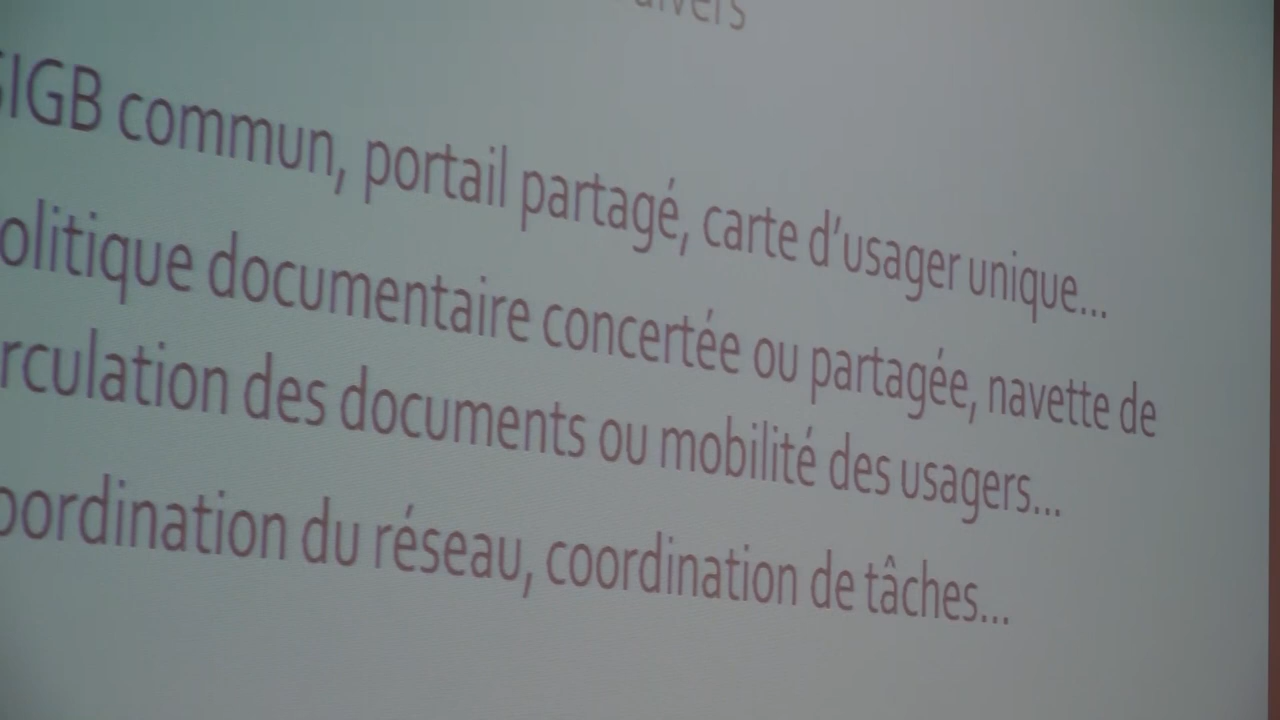 SIGB commun, portail partagé, carte d'usager unique...
olitique documentaire concertée ou partagée, navette de
rculation des documents ou mobilité des usagers...
oordination du réseau, coordination de tâches...